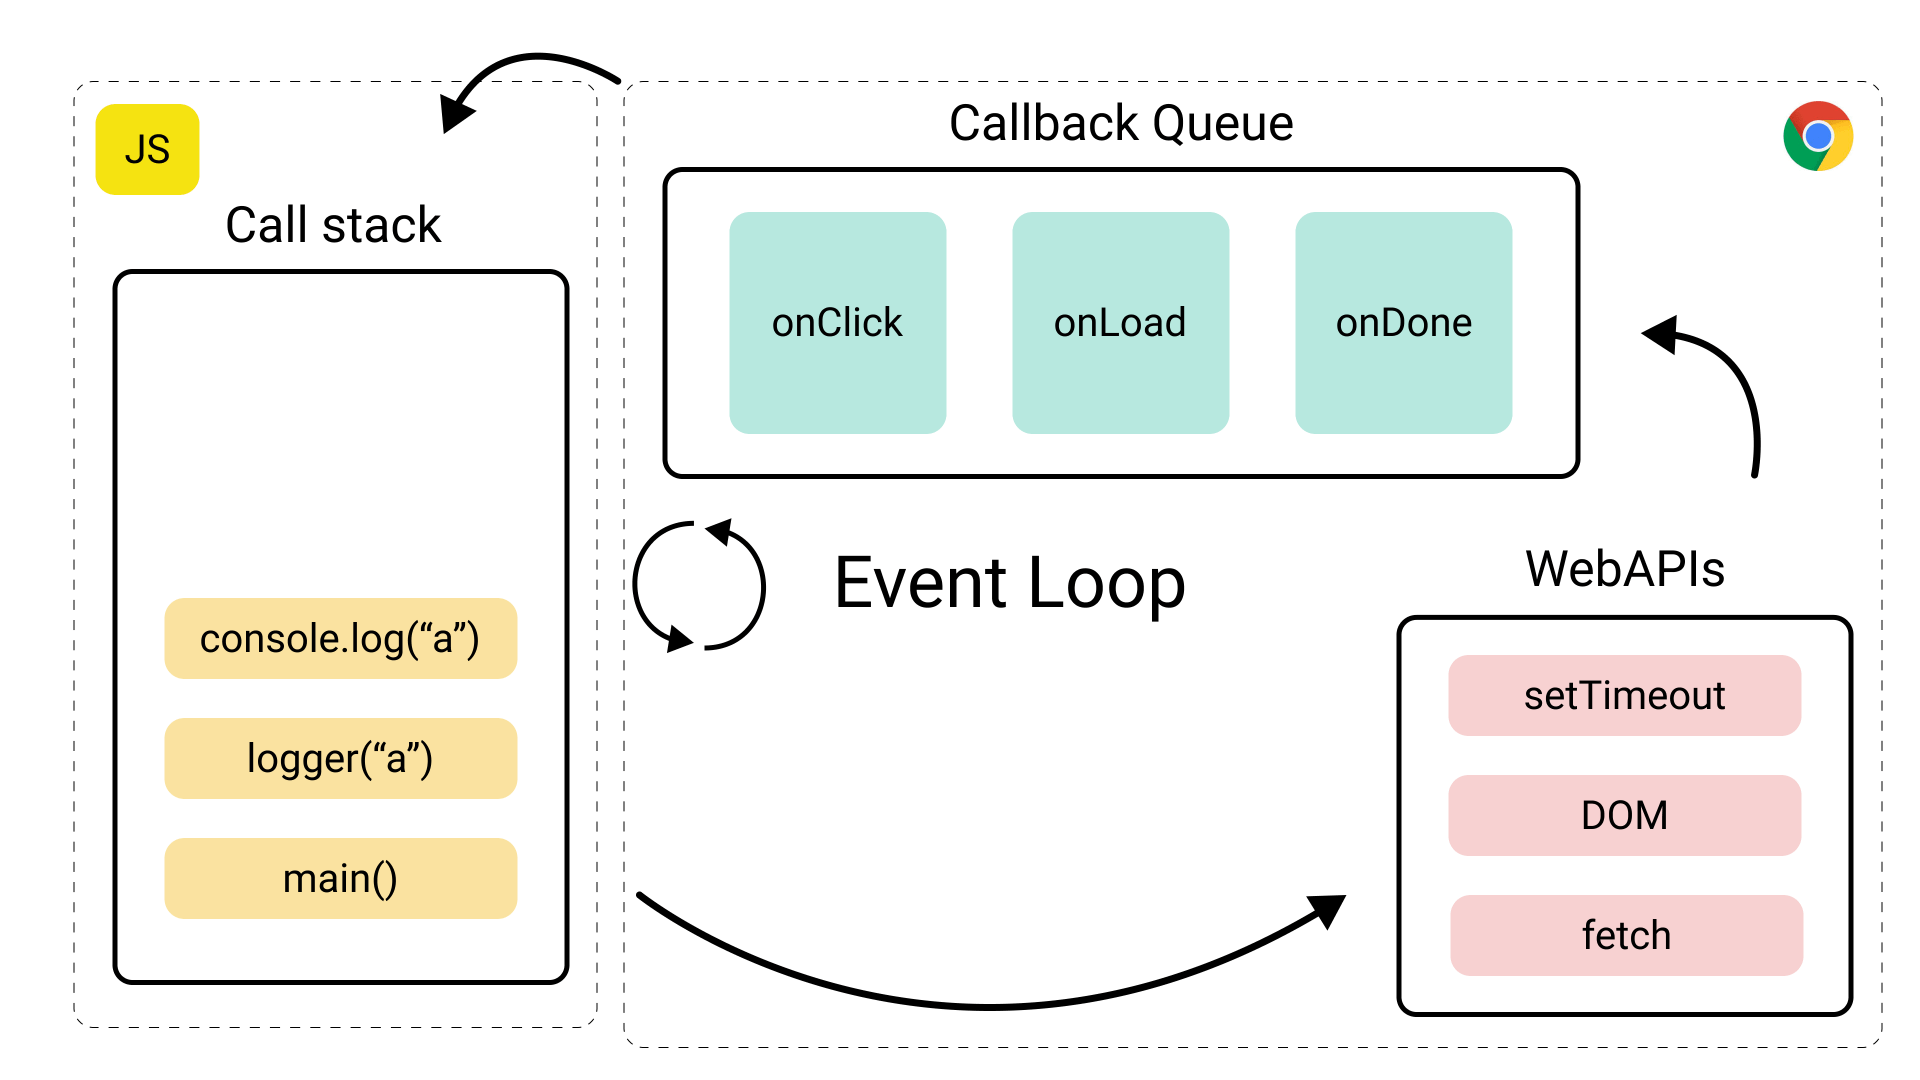 JS
Call stack
console.log(“a”)
logger(“a”)
main()
Callback Queue
onClick
onLoad
onDone
Event Loop
WebAPIs
setTimeout
DOM
fetch